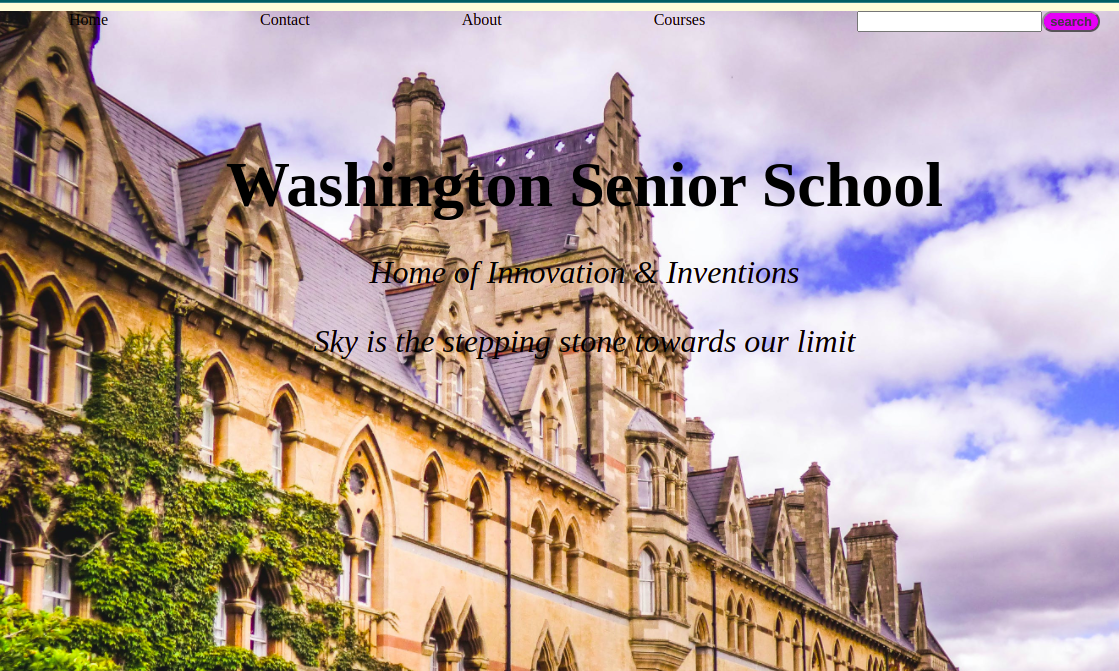 Home Contact About Courses search
Washington Senior School
Home of Innovation & Inventions
Sky is the stepping stone towards our limit